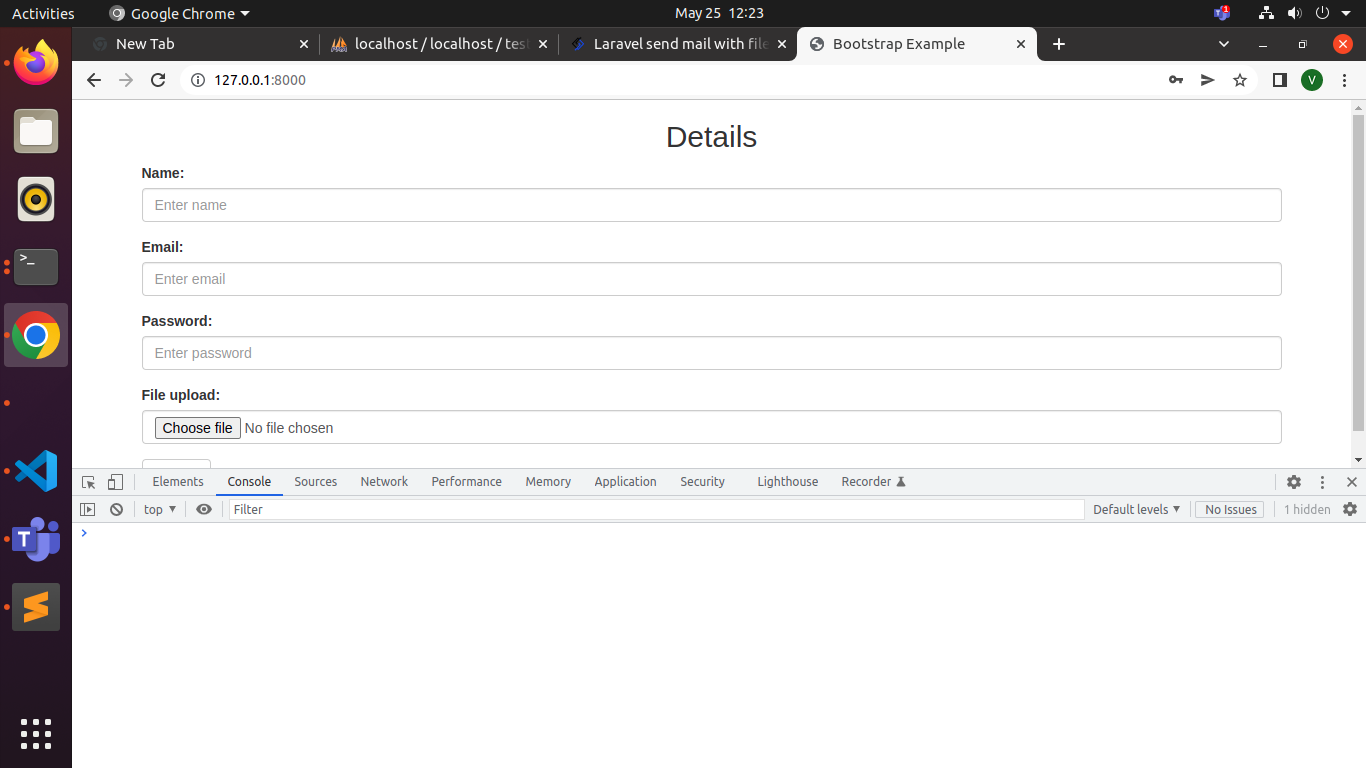 Activities Google Chrome May 25 12:23 1
New Tab localhost / localhost / tes Laravel send mail with file Bootstrap Example
127.0.0.1:8000 V
Details
Name:
Enter name
Email:
Enter email
Password:
Enter password
File upload:
Choose file No file chosen
Elements Console Sources Network Performance Memory Application Security Lighthouse Recorder
top Filter Default levels No Issues 1 hidden